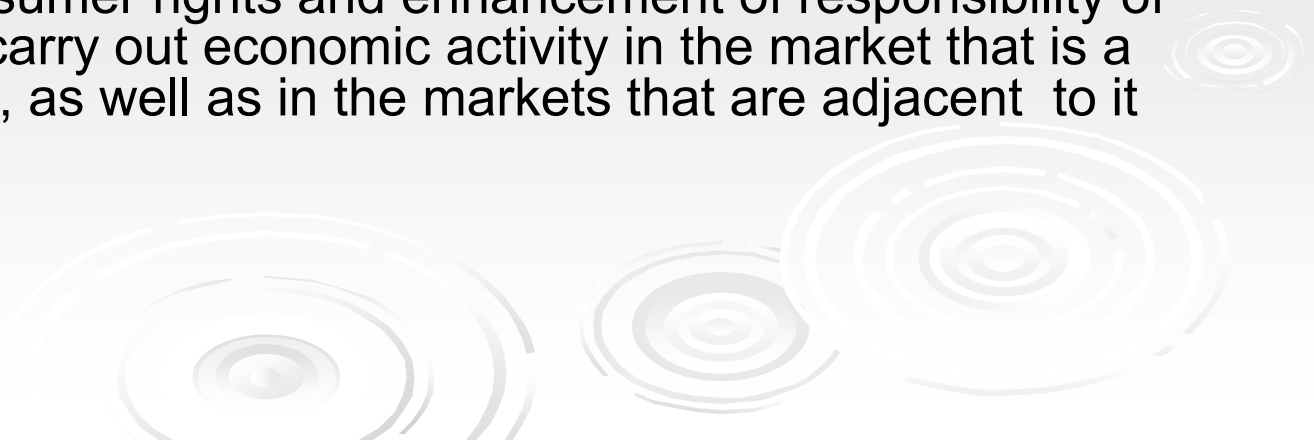 rights and enhancement of responsibility of
carry out economic activity in the market that is a
, as well as in the markets that are adjacent  to it